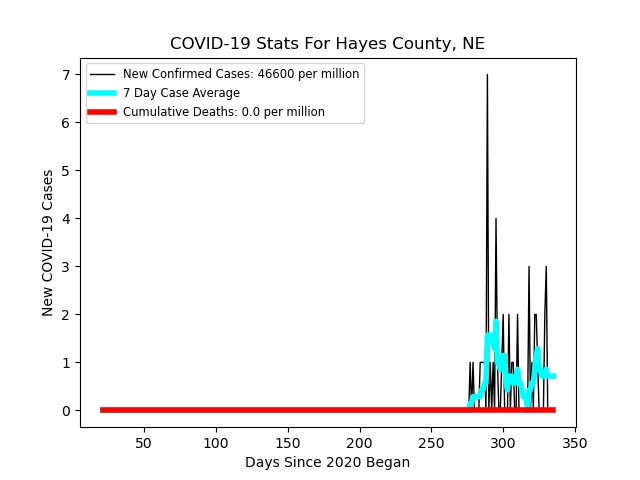 COVID-19 Stats For Hayes County, NE
New Confirmed Cases: 46600 per million
7 Day Case Average
Cumulative Deaths: 0.0 per million
New COVID-19 Cases
7
6
5
4
3
2
1
0
50 100 150 200 250 300 350
Days Since 2020 Began